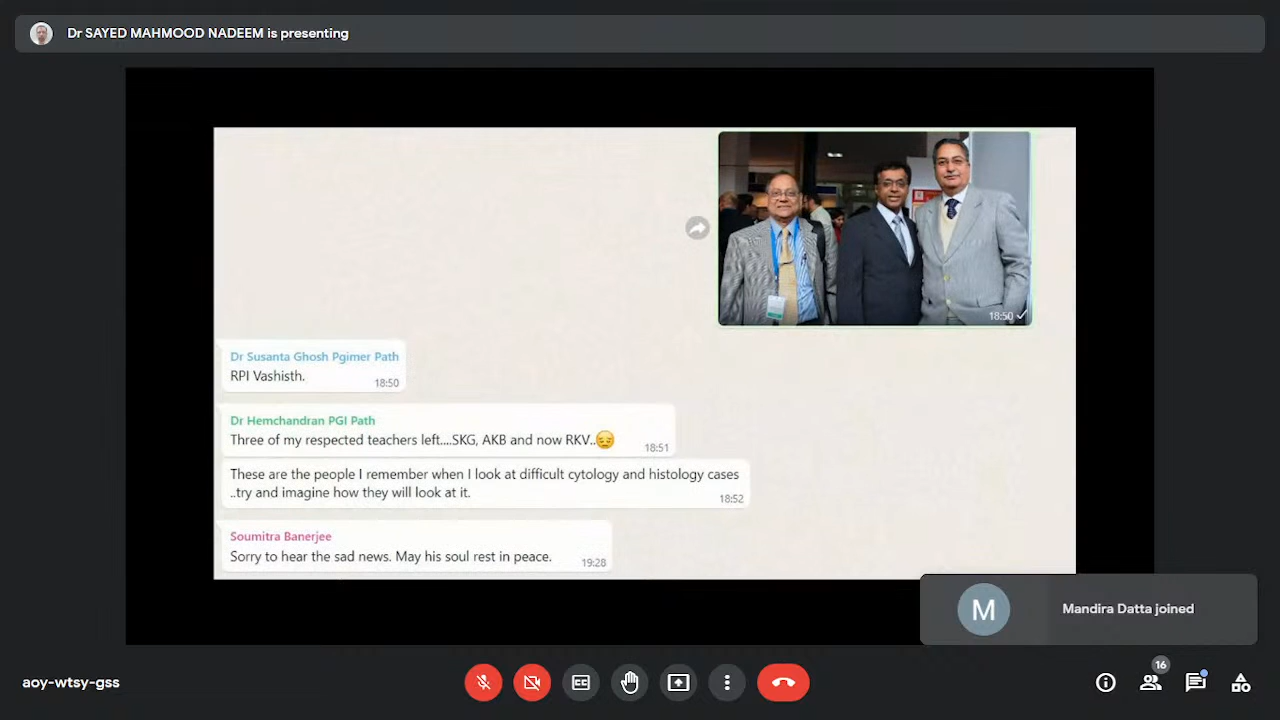 Dr SAYED MAHMOOD NADEEM is presenting
18:50
Dr Susanta Ghosh Pgimer Path
RPI Vashisth.
18:50
Dr Hemchandran PGI Path
Three of my respected teachers left....SKG, AKB and now RKV..😔
18:51
These are the people I remember when I look at difficult cytology and histology cases
..try and imagine how they will look at it.
18:52
Soumitra Banerjee
Sorry to hear the sad news. May his soul rest in peace.
19:28
M
Mandira Datta joined
aoy-wtsy-gss
CC
16